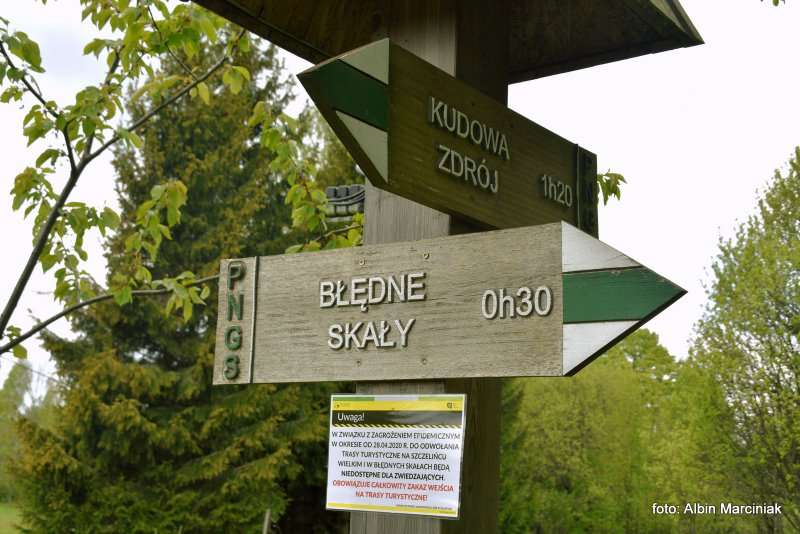 KUDOWA
ZDRÓJ
1h20
PNGS
BŁĘDNE
SKAŁY
0h30
Uwaga!
W ZWIĄZKU Z ZAGROŻENIEM EPIDEMICZNYM
W OKRESIE OD 28.04.2020 R. DO ODWOŁANIA
TRASY TURYSTYCZNE NA SZCZELIŃCU
WIELKIM I W BŁĘDNYCH SKAŁACH BĘDĄ
NIEDOSTĘPNE DLA ZWIEDZAJĄCYCH.
OBOWIĄZUJE CAŁKOWITY ZAKAZ WEJŚCIA
NA TRASY TURYSTYCZNE!
foto: Albin Marciniak